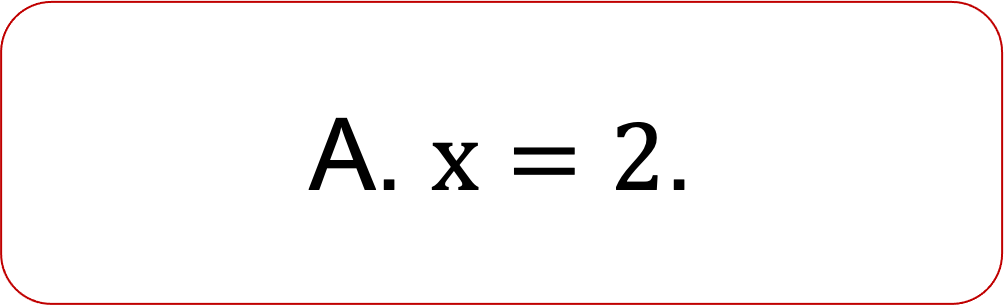 A. x = 2.